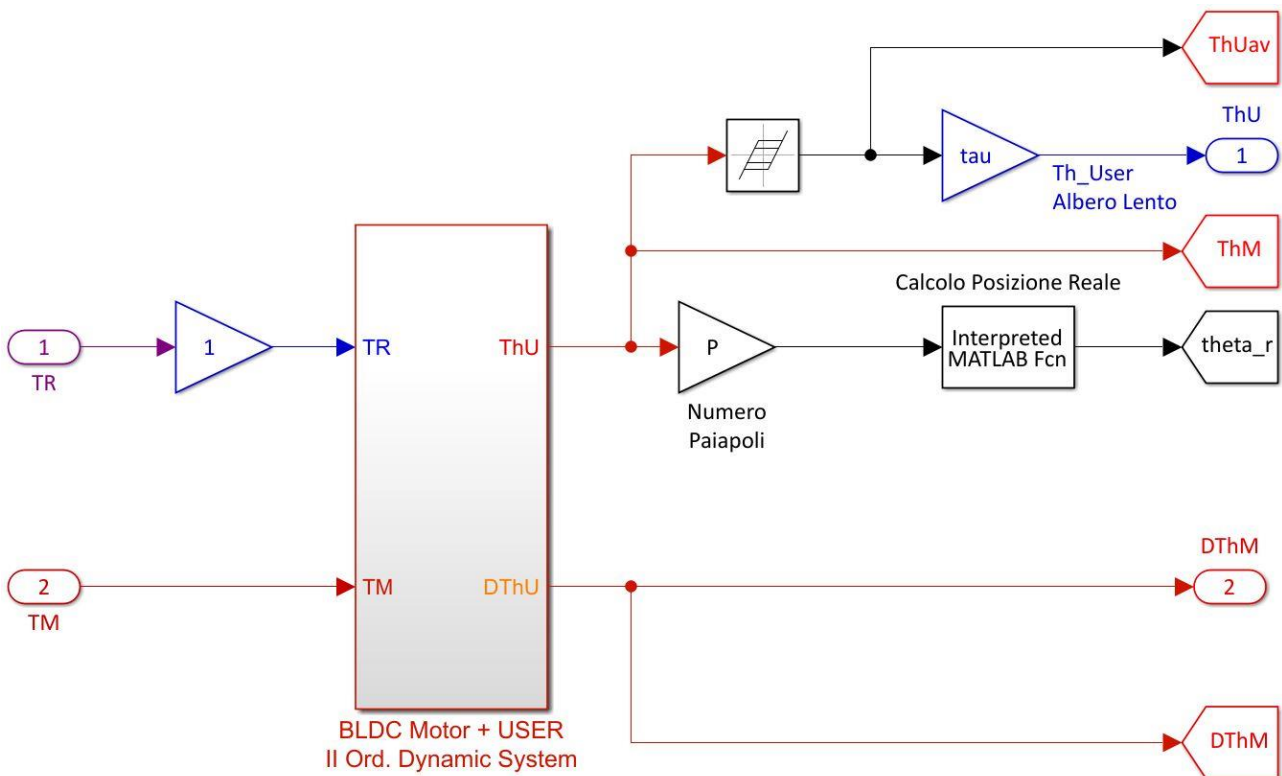 ThUav
ThU
1
tau
Th_User
Albero Lento
ThM
Calcolo Posizione Reale
1
TR
1
TR
ThU
P
Interpreted
MATLAB Fcn
theta_r
Numero
Paiapoli
DThM
2
TM
TM
DThU
2
BLDC Motor + USER
II Ord. Dynamic System
DThM